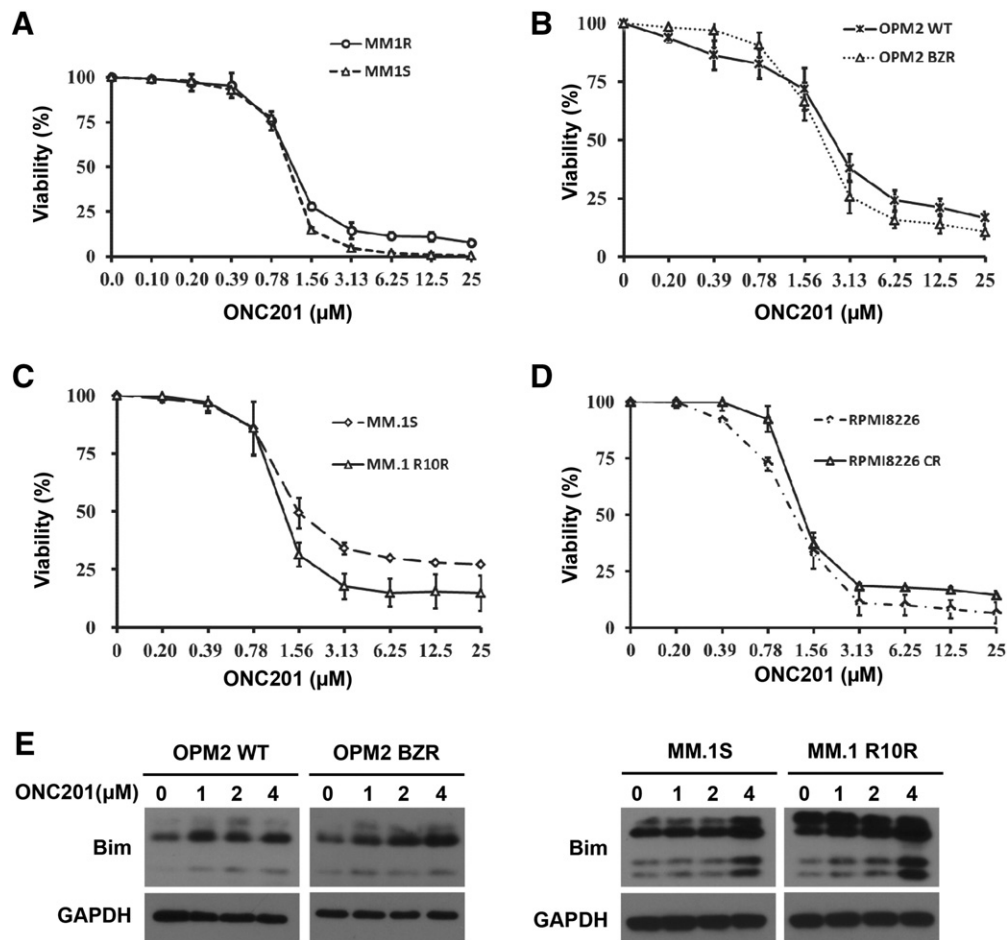 A
MM1R
MM1S
Viability (%)
100
75
50
25
0
0.0 0.10 0.20 0.39 0.78 1.56 3.13 6.25 12.5 25
ONC201 (µM)
B
OPM2 WT
OPM2 BZR
Viability (%)
100
75
50
25
0
0 0.20 0.39 0.78 1.56 3.13 6.25 12.5 25
ONC201 (µM)
C
MM.1S
MM.1 R10R
Viability (%)
100
75
50
25
0
0 0.20 0.39 0.78 1.56 3.13 6.25 12.5 25
ONC201 (µM)
D
RPMI8226
RPMI8226 CR
Viability (%)
100
75
50
25
0
0 0.20 0.39 0.78 1.56 3.13 6.25 12.5 25
ONC201 (µM)
E
OPM2 WT OPM2 BZR
ONC201(µM) 0 1 2 4 0 1 2 4
Bim
GAPDH
MM.1S MM.1 R10R
0 1 2 4 0 1 2 4
Bim
GAPDH